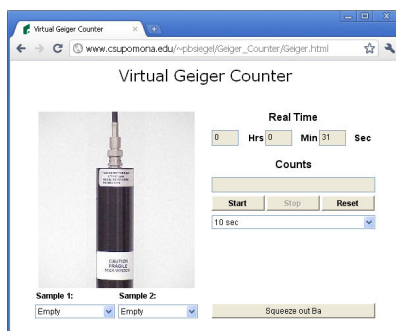 Virtual Geiger Counter
www.csupomona.edu/~pbsiegel/Geiger_Counter/Geiger.html
Virtual Geiger Counter
Real Time
0 Hrs 0 Min 31 Sec
Counts
Start Stop Reset
10 sec
CAUTION
FRAGILE
Sample 1: Sample 2:
Empty Empty
Squeeze out Ba